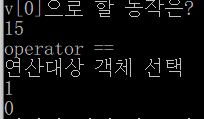 v[0]으로 할 동작은?
15
operator ==
연산대상 객체 선택
1
0